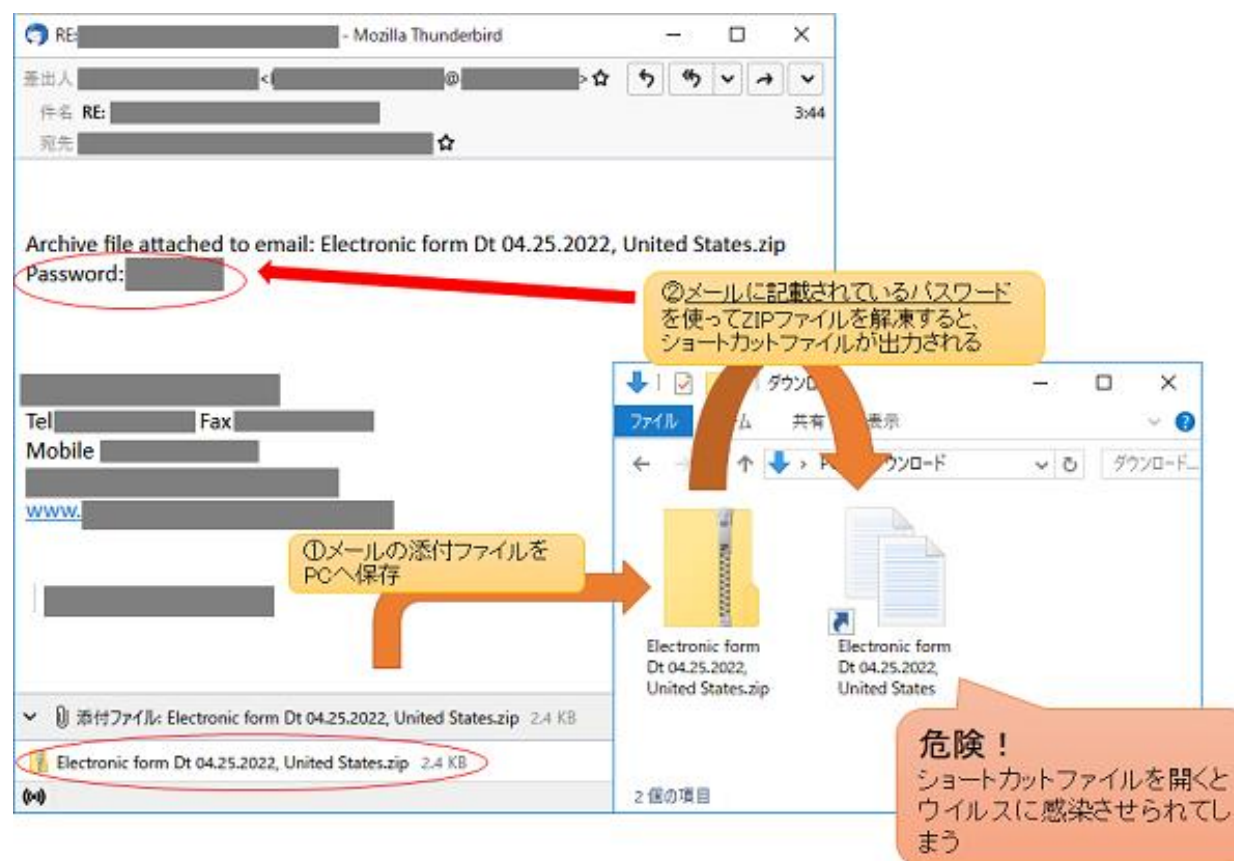 RE: - Mozilla Thunderbird
差出人 < @ >
件名 RE:
3:44
宛先
Archive file attached to email: Electronic form Dt 04.25.2022, United States.zip
Password:
②メールに記載されているパスワード
を使ってZIPファイルを解凍すると、
ショートカットファイルが出力される
Tel Fax
Mobile
www.
①メールの添付ファイルを
PCへ保存
ファイル 共有 表示
ダウンロード...
Electronic form
Dt 04.25.2022,
United States.zip
Electronic form
Dt 04.25.2022,
United States
添付ファイル: Electronic form Dt 04.25.2022, United States.zip 2.4 KB
Electronic form Dt 04.25.2022, United States.zip 2.4 KB
2 個の項目
危険！
ショートカットファイルを開くと
ウイルスに感染させられてし
まう